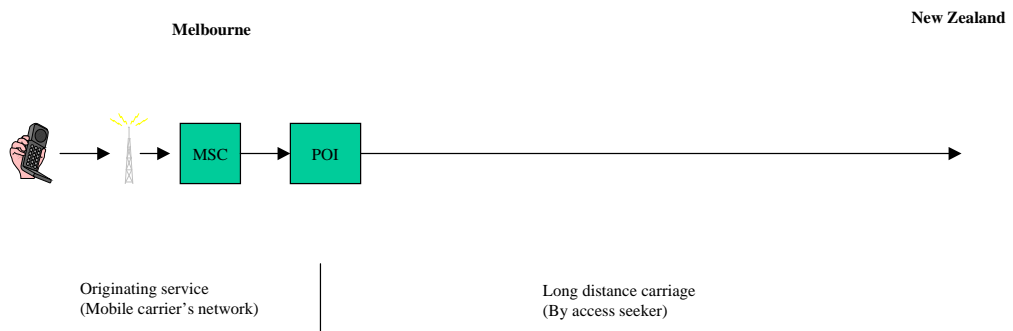 Melbourne
New Zealand
MSC
POI
Originating service
(Mobile carrier's network)
Long distance carriage
(By access seeker)